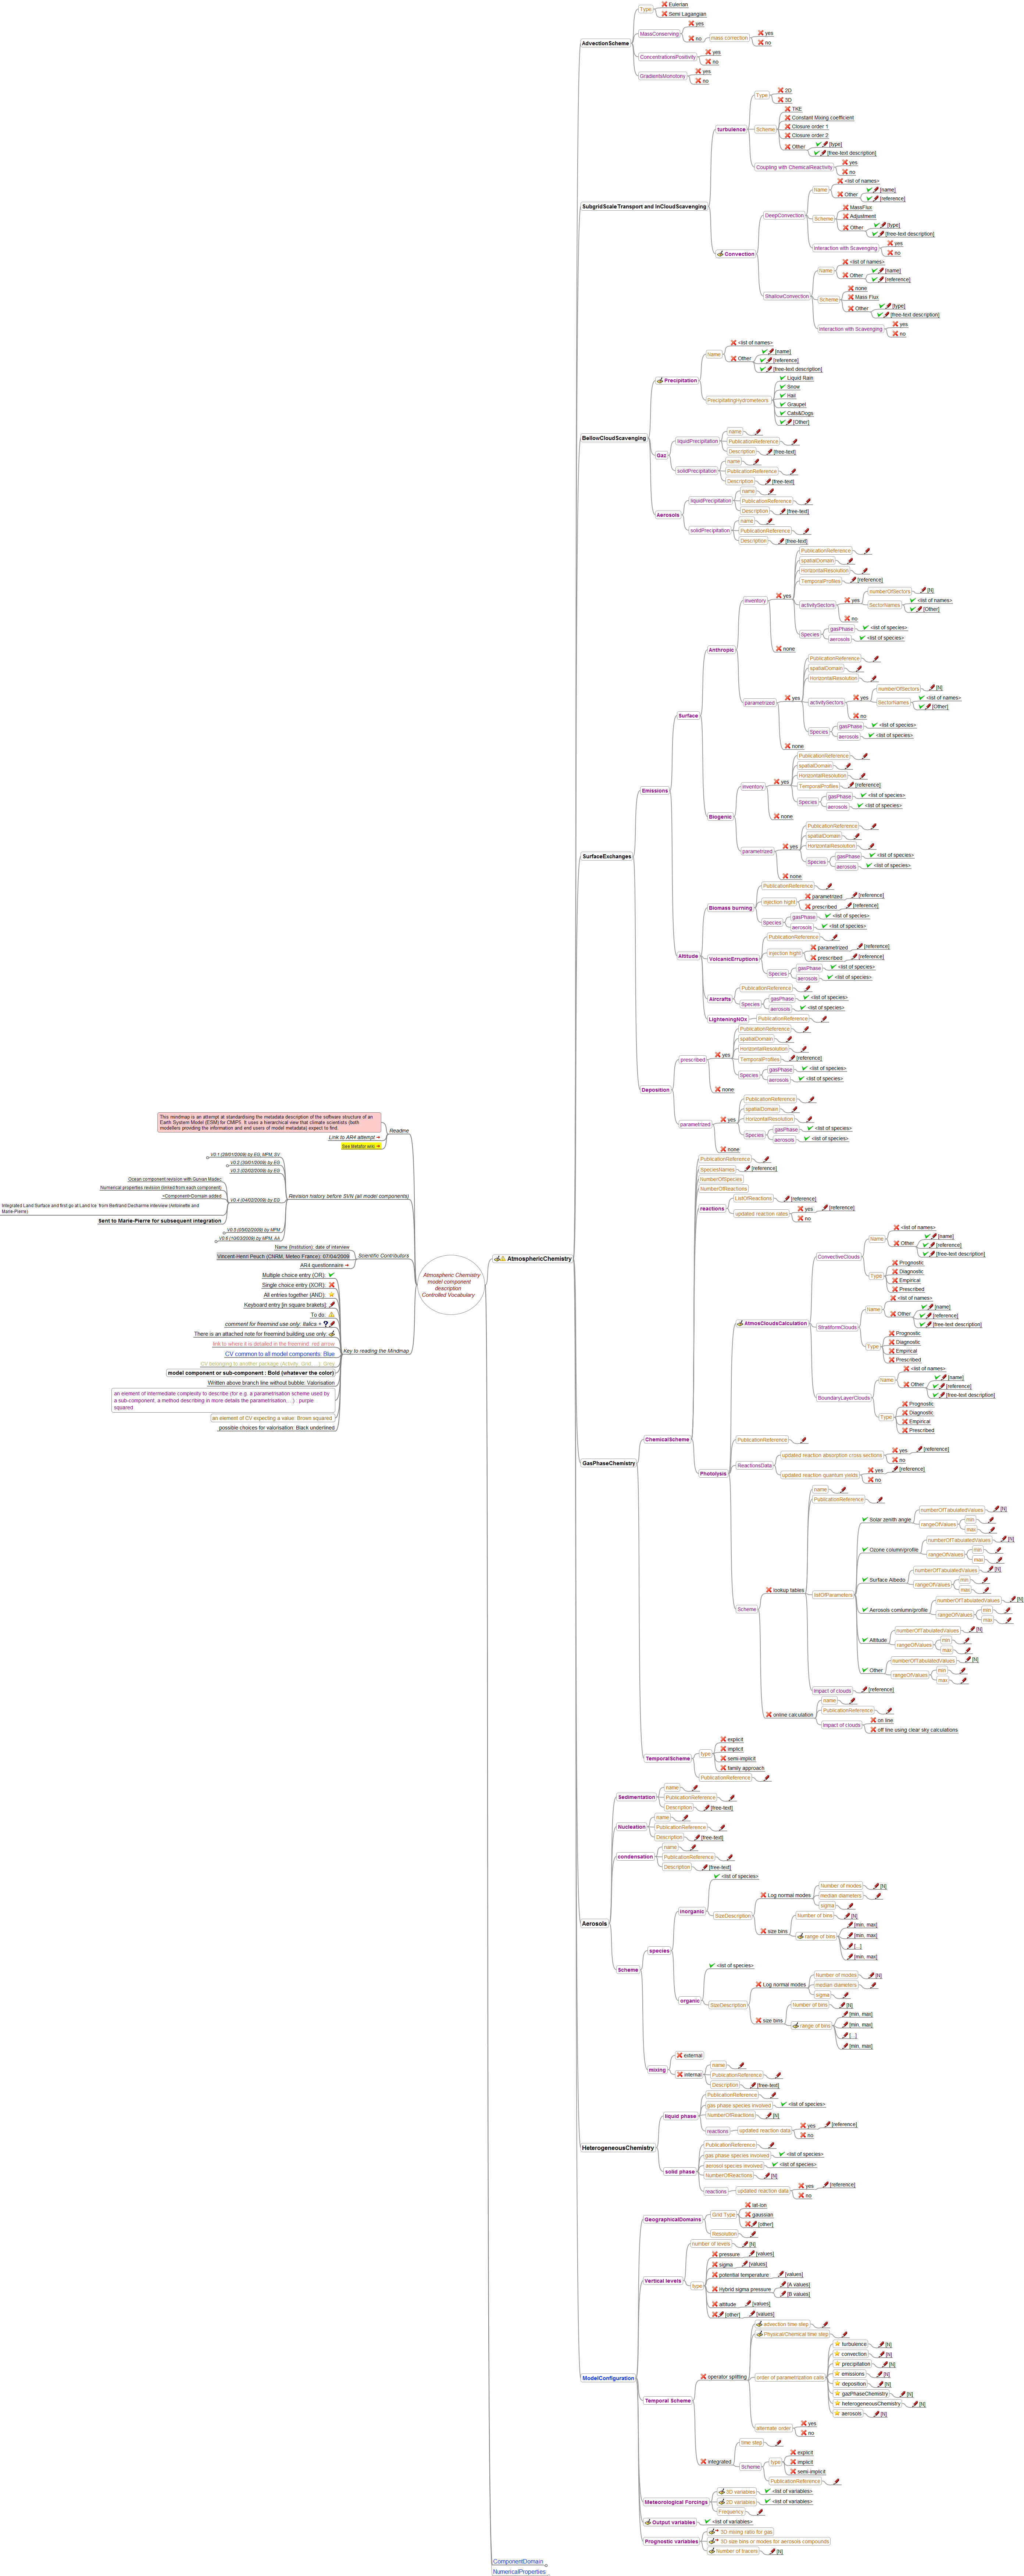 Type
Eulerian
Semi Lagangian
MassConserving
yes
no
mass correction
yes
no
AdvectionScheme
ConcentrationsPositivity
yes
no
GradientsMonotony
yes
no
SubgridScaleTransport and InCloudScavenging
turbulence
Type
2D
3D
Scheme
TKE
Constant Mixing coefficient
Closure order 1
Closure order 2
Other
[type]
[free-text description]
Coupling with ChemicalReactivity
yes
no
Convection
DeepConvection
Name
<list of names>
Other
[name]
[reference]
Scheme
MassFlux
Adjustment
Other
[type]
[free-text description]
Interaction with Scavenging
yes
no
ShallowConvection
Name
<list of names>
Other
[name]
[reference]
Scheme
none
Mass Flux
Other
[type]
[free-text description]
Interaction with Scavenging
yes
no
BellowCloudScavenging
Precipitation
Name
<list of names>
Other
[name]
[reference]
[free-text description]
PrecipitatingHydrometeors
Liquid Rain
Snow
Hail
Graupel
Cats&Dogs
[Other]
Gaz
liquidPrecipitation
name
PublicationReference
Description
[free-text]
solidPrecipitation
name
PublicationReference
Description
[free-text]
Aerosols
liquidPrecipitation
name
PublicationReference
Description
[free-text]
solidPrecipitation
name
PublicationReference
Description
[free-text]
SurfaceExchanges
Emissions
Surface
Anthropic
inventory
yes
PublicationReference
spatialDomain
HorizontalResolution
TemporalProfiles
[reference]
activitySectors
yes
numberOfSectors
[N]
SectorNames
<list of names>
[Other]
no
Species
gasPhase
<list of species>
aerosols
<list of species>
none
parametrized
yes
PublicationReference
spatialDomain
HorizontalResolution
activitySectors
yes
numberOfSectors
[N]
SectorNames
<list of names>
[Other]
no
Species
gasPhase
<list of species>
aerosols
<list of species>
none
Biogenic
inventory
yes
PublicationReference
spatialDomain
HorizontalResolution
TemporalProfiles
[reference]
Species
gasPhase
<list of species>
aerosols
<list of species>
none
parametrized
yes
PublicationReference
spatialDomain
HorizontalResolution
Species
gasPhase
<list of species>
aerosols
<list of species>
none
Altitude
Biomass burning
PublicationReference
injection hight
parametrized
[reference]
prescribed
[reference]
Species
gasPhase
<list of species>
aerosols
<list of species>
VolcanicErruptions
PublicationReference
injection hight
parametrized
[reference]
prescribed
[reference]
Species
gasPhase
<list of species>
aerosols
<list of species>
Aircrafts
PublicationReference
Species
gasPhase
<list of species>
aerosols
<list of species>
LighteningNOx
PublicationReference
Deposition
prescribed
yes
PublicationReference
spatialDomain
HorizontalResolution
TemporalProfiles
[reference]
Species
gasPhase
<list of species>
aerosols
<list of species>
none
parametrized
yes
PublicationReference
spatialDomain
HorizontalResolution
Species
gasPhase
<list of species>
aerosols
<list of species>
none
This mindmap is an attempt at standardising the metadata description of the software structure of an
Earth System Model (ESM) for CMIP5. It uses a hierarchical view that climate scientists (both
modellers providing the information and end users of model metadata) expect to find.
Readme
Link to AR4 attempt
See Metafor wiki
V0.1 (28/01/2009) by EG, MPM, SV
V0.2 (30/01/2009) by EG
V0.3 (02/02/2009) by EG
Ocean component revision with Gurvan Madec
Numerical properties revision (linked from each component)
+ComponentDomain added
Integrated Land Surface and first go at Land Ice, from Bertrand Decharme interview (Antoinette and
Marie-Pierre)
Sent to Marie-Pierre for subsequent integration
V0.4 (04/03/2009) by EG
V0.5 (05/02/2009) by MPM
V0.6 (10/03/2009) by MPM, AA
Revision history before SVN (all model components)
Name (Institution): date of interview
Vincent-Henri Peuch (CNRM, Meteo France): 07/04/2009
AR4 questionnaire
Scientific Contributors
Multiple choice entry (OR)
Single choice entry (XOR)
All entries together (AND)
Keyboard entry [in square brakets]
To do
comment for freemind use only: Italics +
There is an attached note for freemind building use only
link to where it is detailed in the freemind: red arrow
CV common to all model components: Blue
CV belonging to another package (Activity, Grid, ...): Grey
model component or sub-component : Bold (whatever the color)
Written above branch line without bubble: Valorisation
an element of intermediate complexity to describe (for e.g. a parametrisation scheme used by
a sub-component, a method describing in more details the parametrisation, ...) : purple
squared
an element of CV expecting a value: Brown squared
possible choices for valorisation: Black underlined
Key to reading the Mindmap
Atmospheric Chemistry
model component
description
Controlled Vocabulary
AtmosphericChemistry
GasPhaseChemistry
ChemicalScheme
PublicationReference
SpeciesNames
[reference]
NumberOfSpecies
NumberOfReactions
reactions
ListOfReactions
[reference]
updated reaction rates
yes
[reference]
no
Photolysis
AtmosCloudsCalculation
ConvectiveClouds
Name
<list of names>
Other
[name]
[reference]
[free-text description]
Type
Prognostic
Diagnostic
Empirical
Prescribed
StratiformClouds
Name
<list of names>
Other
[name]
[reference]
[free-text description]
Type
Prognostic
Diagnostic
Empirical
Prescribed
BoundaryLayerClouds
Name
<list of names>
Other
[name]
[reference]
[free-text description]
Type
Prognostic
Diagnostic
Empirical
Prescribed
PublicationReference
ReactionsData
updated reaction absorption cross sections
yes
[reference]
no
updated reaction quantum yields
yes
[reference]
no
Scheme
lookup tables
name
PublicationReference
listOfParameters
Solar zenith angle
numberOfTabulatedValues
[N]
rangeOfValues
min
max
Ozone column/profile
numberOfTabulatedValues
[N]
rangeOfValues
min
max
Surface Albedo
numberOfTabulatedValues
[N]
rangeOfValues
min
max
Aerosols comlumn/profile
numberOfTabulatedValues
[N]
rangeOfValues
min
max
Altitude
numberOfTabulatedValues
[N]
rangeOfValues
min
max
Other
numberOfTabulatedValues
[N]
rangeOfValues
min
max
Impact of clouds
[reference]
online calculation
name
PublicationReference
Impact of clouds
on line
off line using clear sky calculations
TemporalScheme
type
explicit
implicit
semi-implicit
family approach
PublicationReference
Aerosols
Sedimentation
name
PublicationReference
Description
[free-text]
Nucleation
name
PublicationReference
Description
[free-text]
condensation
name
PublicationReference
Description
[free-text]
Scheme
species
inorganic
<list of species>
SizeDescription
Log normal modes
Number of modes
[N]
median diameters
sigma
size bins
Number of bins
[N]
range of bins
[min, max]
[min, max]
[...]
[min, max]
organic
<list of species>
SizeDescription
Log normal modes
Number of modes
[N]
median diameters
sigma
size bins
Number of bins
[N]
range of bins
[min, max]
[min, max]
[...]
[min, max]
mixing
external
internal
name
PublicationReference
Description
[free-text]
HeterogeneousChemistry
liquid phase
PublicationReference
gas phase species involved
<list of species>
NumberOfReactions
[N]
reactions
updated reaction data
yes
[reference]
no
solid phase
PublicationReference
gas phase species involved
<list of species>
aerosol species involved
<list of species>
NumberOfReactions
[N]
reactions
updated reaction data
yes
[reference]
no
ModelConfiguration
GeographicalDomains
Grid Type
lat-lon
gaussian
[other]
Resolution
Vertical levels
number of levels
[N]
type
pressure
[values]
sigma
[values]
potential temperature
[values]
Hybrid sigma pressure
[A values]
[B values]
altitude
[values]
[other]
[values]
Temporal Scheme
operator splitting
advection time step
Physical/Chemical time step
order of parametrization calls
turbulence
[N]
convection
[N]
precipitation
[N]
emissions
[N]
deposition
[N]
gazPhaseChemistry
[N]
heterogeneousChemistry
[N]
aerosols
[N]
alternate order
yes
no
integrated
time step
Scheme
type
explicit
implicit
semi-implicit
PublicationReference
Meteorological Forcings
3D variables
<list of variables>
2D variables
<list of variables>
Frequency
Output variables
<list of variables>
Prognostic variables
3D mixing ratio for gas
3D size bins or modes for aerosols compounds
Number of tracers
[N]
ComponentDomain
NumericalProperties